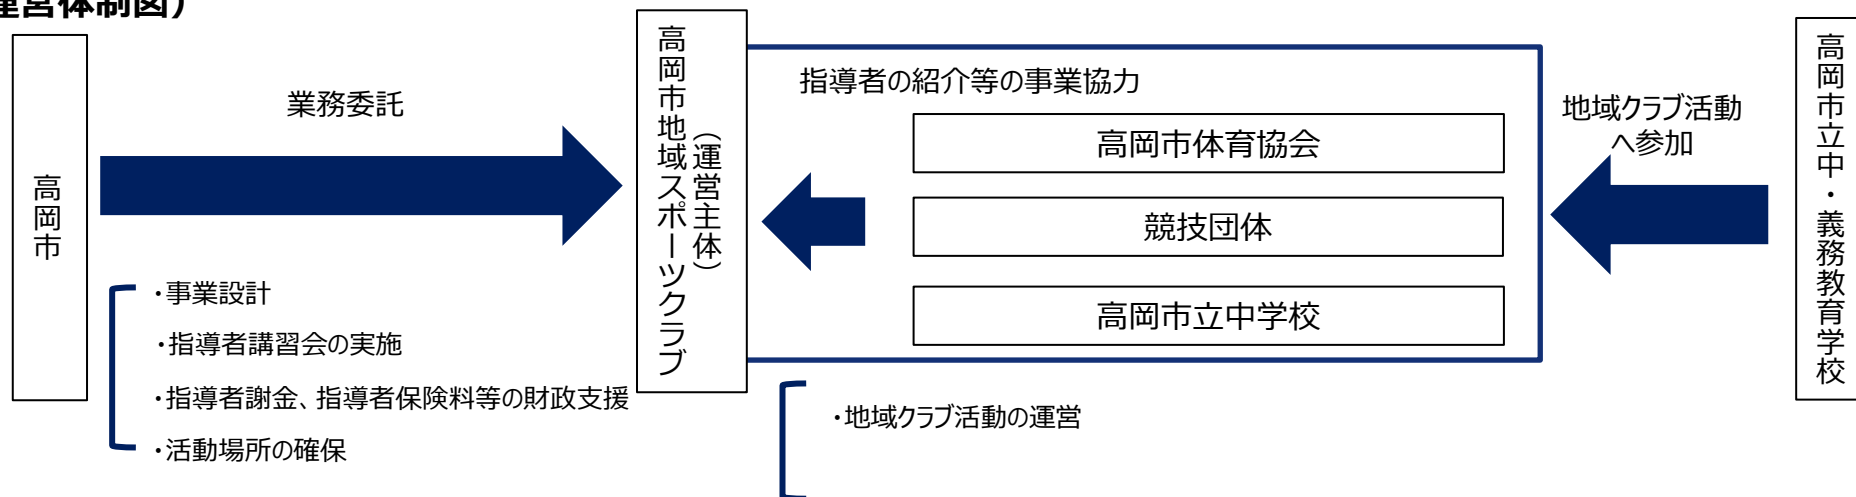 運営体制図）
高岡市
業務委託
・事業設計
・指導者講習会の実施
・指導者謝金、指導者保険料等の財政支援
・活動場所の確保
高岡市地域スポーツクラブ
（運営主体）
指導者の紹介等の事業協力
高岡市体育協会
競技団体
高岡市立中学校
・地域クラブ活動の運営
地域クラブ活動
へ参加
高岡市立中・義務教育学校